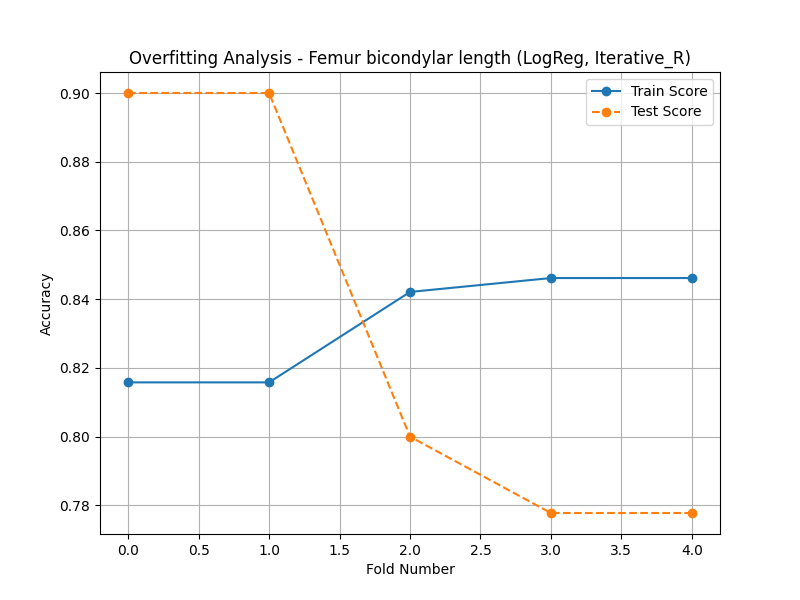 Overfitting Analysis - Femur bicondylar length (LogReg, Iterative_R)
Train Score
Test Score
Accuracy
0.90
0.88
0.86
0.84
0.82
0.80
0.78
0.0 0.5 1.0 1.5 2.0 2.5 3.0 3.5 4.0
Fold Number